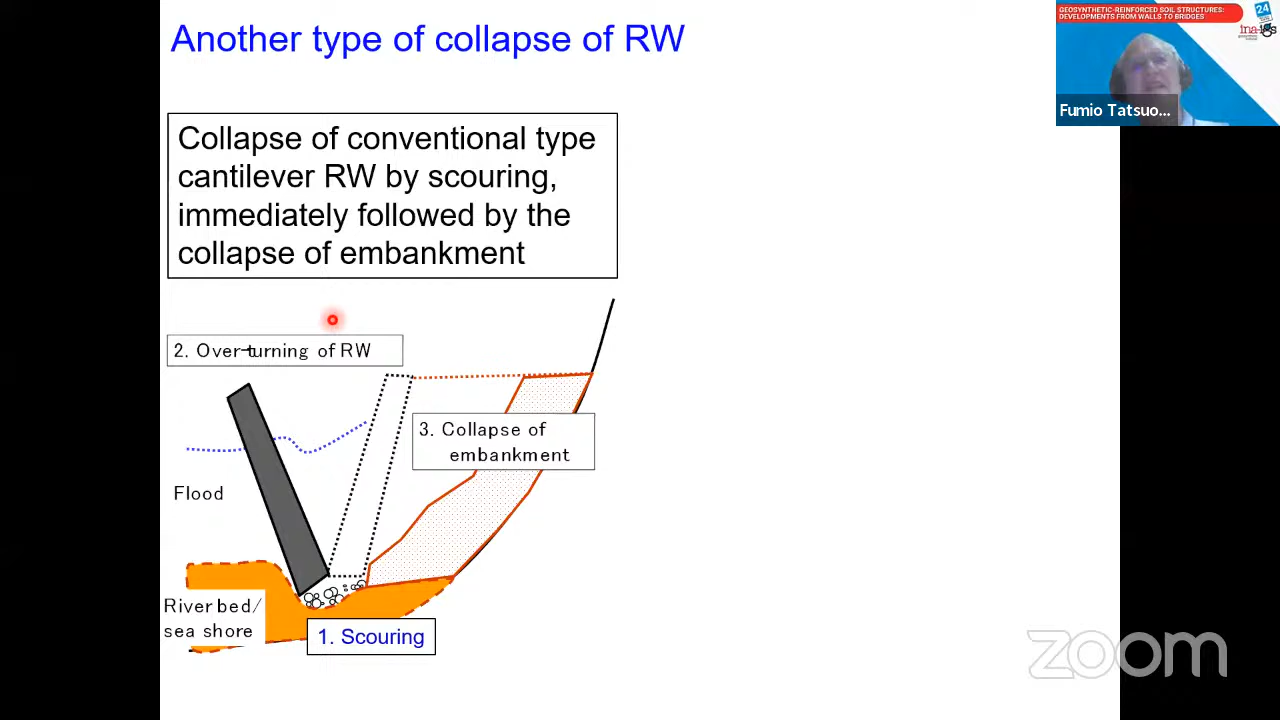 Another type of collapse of RW
GEOSYNTHETIC-REINFORCED SOIL STRUCTURES:
DEVELOPMENTS FROM WALLS TO BRIDGES
24
Fumio Tatsuo...
Collapse of conventional type
cantilever RW by scouring,
immediately followed by the
collapse of embankment
2. Over-turning of RW
3. Collapse of
embankment
Flood
River bed/
sea shore
1. Scouring
zoom